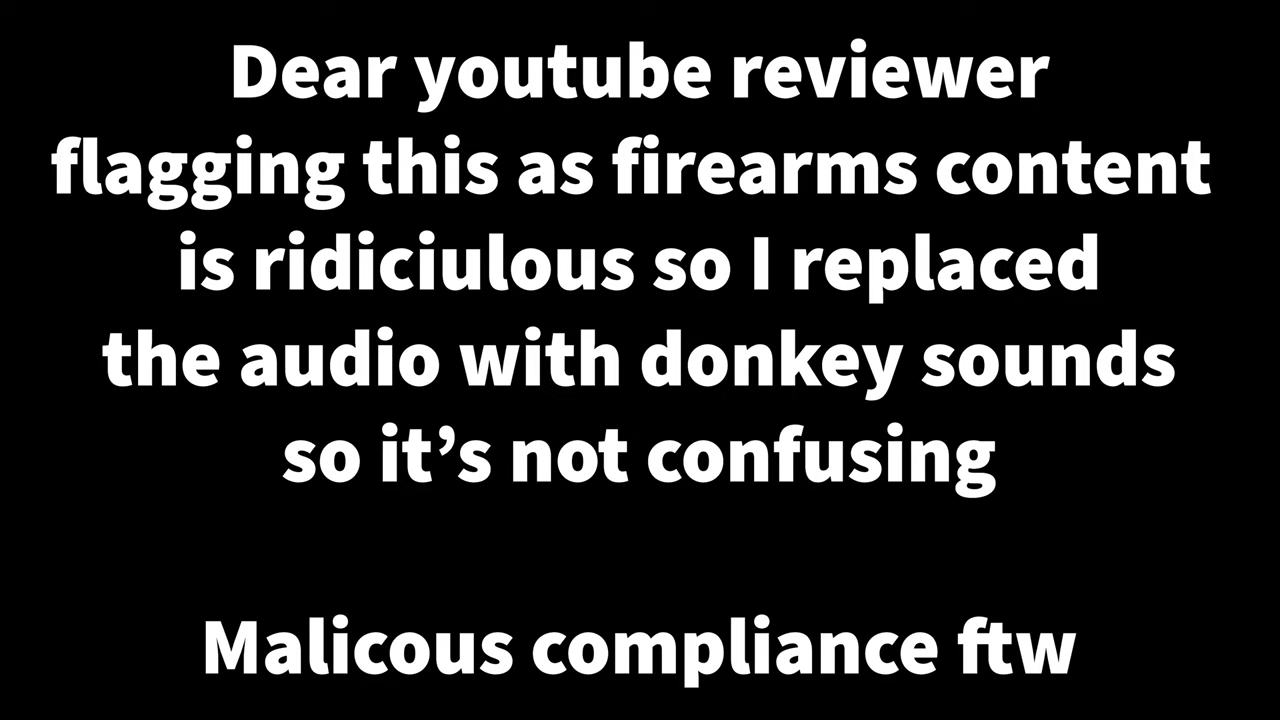 Dear youtube reviewer
flagging this as firearms content
is ridiciulous so I replaced
the audio with donkey sounds
so it’s not confusing
Malicous compliance ftw